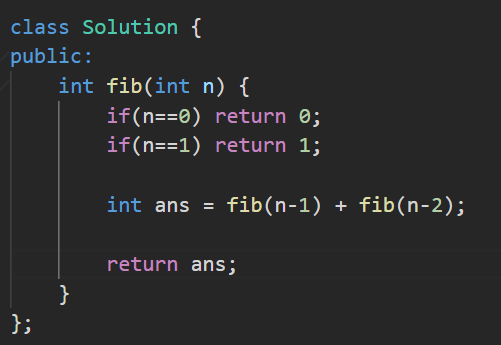 class Solution {
public:
    int fib(int n) {
        if(n==0) return 0;
        if(n==1) return 1;

        int ans = fib(n-1) + fib(n-2);

        return ans;
    }
};